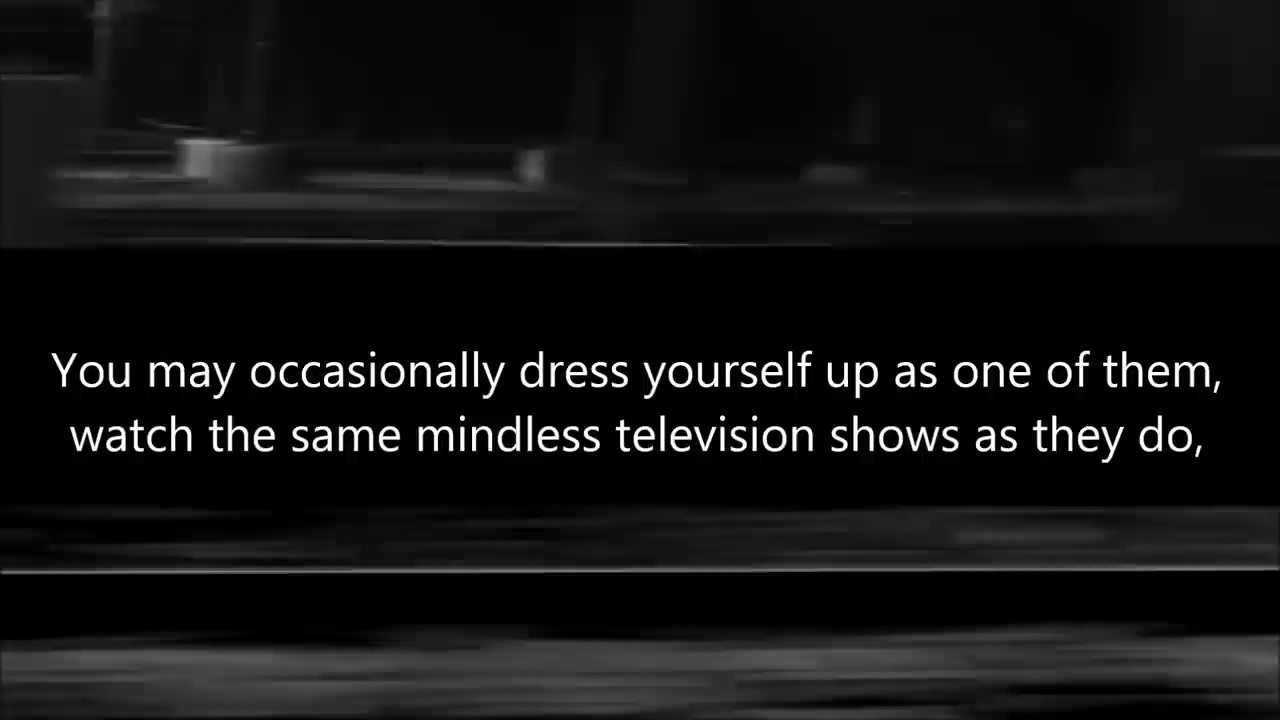 You may occasionally dress yourself up as one of them,
watch the same mindless television shows as they do,